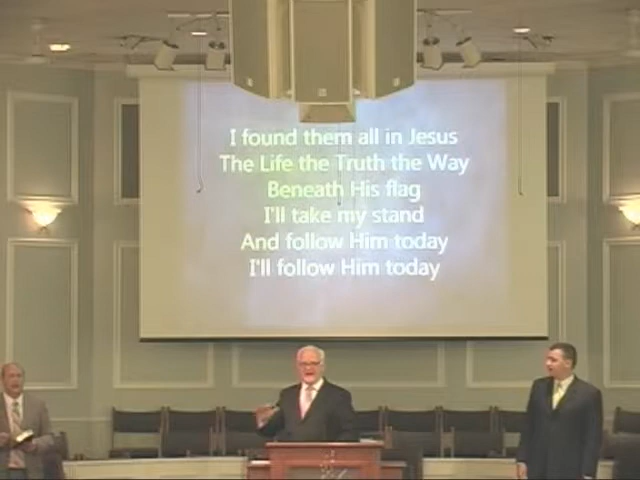 I found them all in Jesus
The Life the Truth the Way
Beneath His flag
I'll take my stand
And follow Him today
I'll follow Him today